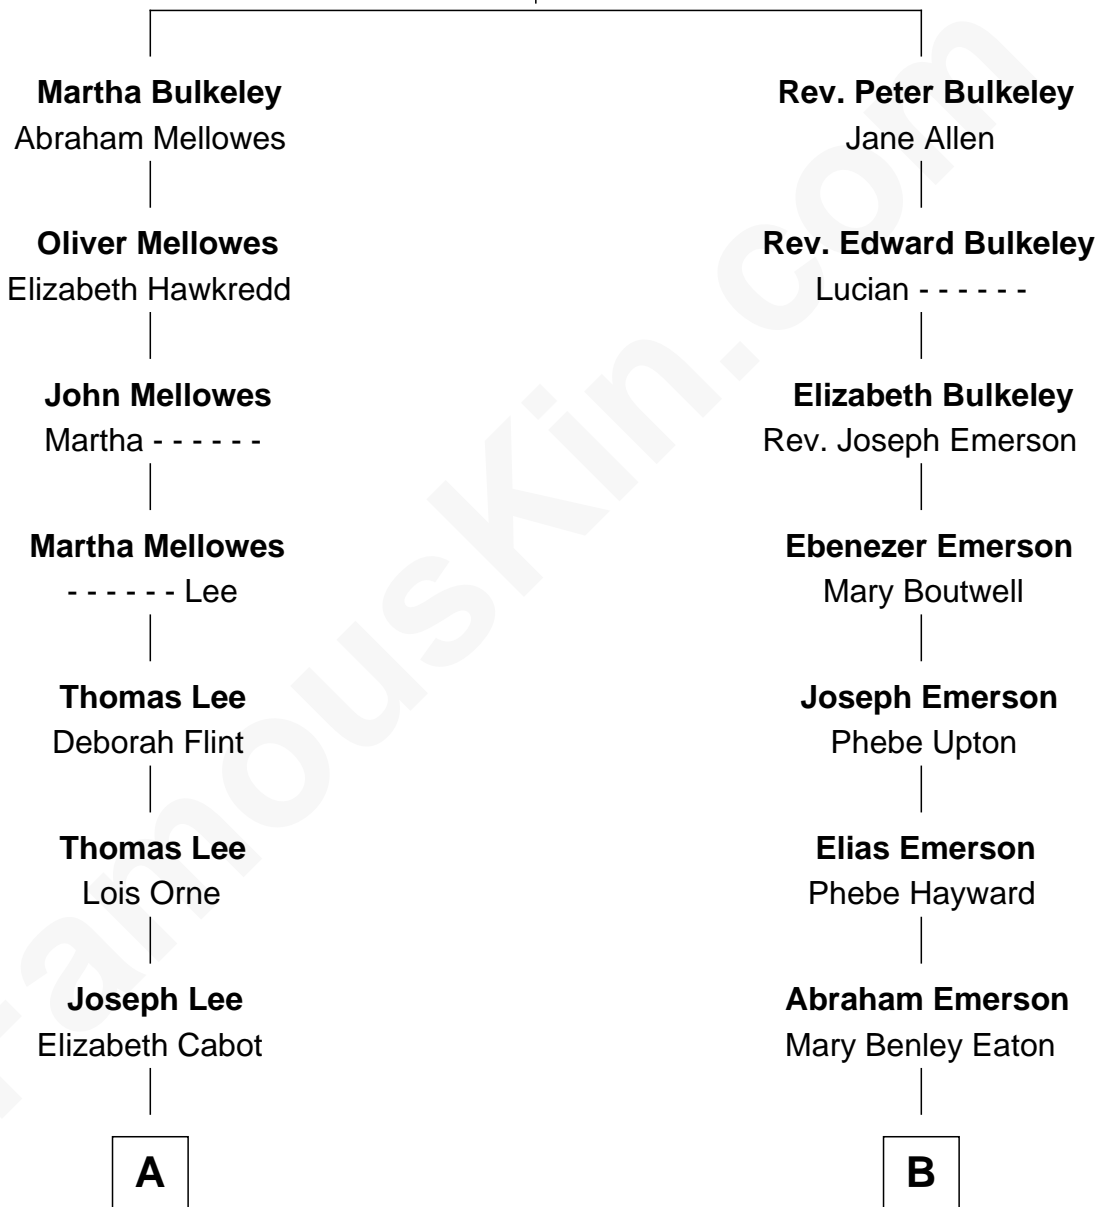 Martha Bulkeley
Abraham Mellowes
Oliver Mellowes
Elizabeth Hawkredd
John Mellowes
Martha - - - - - -
Martha Mellowes
- - - - - - Lee
Thomas Lee
Deborah Flint
Thomas Lee
Lois Orne
Joseph Lee
Elizabeth Cabot
A
Rev. Peter Bulkeley
Jane Allen
Rev. Edward Bulkeley
Lucian - - - - - -
Elizabeth Bulkeley
Rev. Joseph Emerson
Ebenezer Emerson
Mary Boutwell
Joseph Emerson
Phebe Upton
Elias Emerson
Phebe Hayward
Abraham Emerson
Mary Benley Eaton
B
FamousKin.com